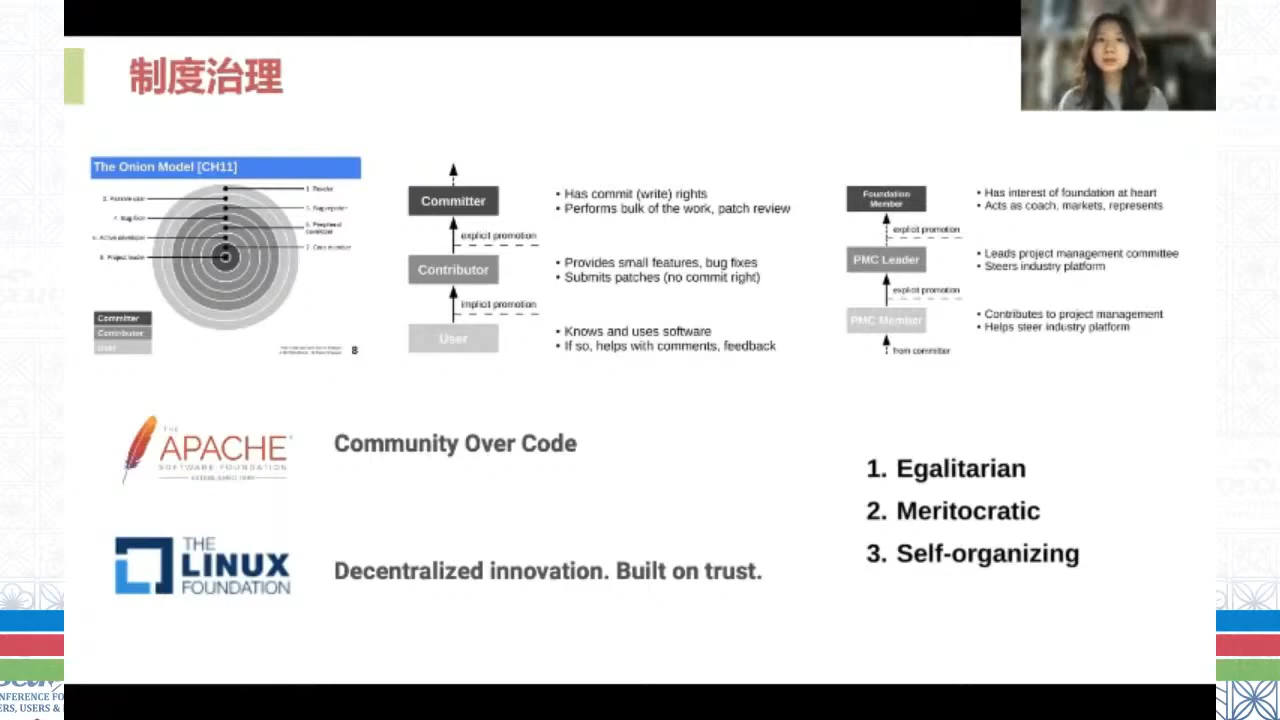 制度治理
The Onion Model [CH11]
Committer
Contributor
User
8
Committer
explicit promotion
Contributor
implicit promotion
User
• Has commit (write) rights
• Performs bulk of the work, patch review
• Provides small features, bug fixes
• Submits patches (no commit right)
• Knows and uses software
• If so, helps with comments, feedback
Foundation
Member
explicit promotion
PMC Leader
explicit promotion
PMC Member
from committer
• Has interest of foundation at heart
• Acts as coach, markets, represents
• Leads project management committee
• Steers industry platform
• Contributes to project management
• Helps steer industry platform
THE
APACHE
SOFTWARE FOUNDATION
Community Over Code
THE
LINUX
FOUNDATION
Decentralized innovation. Built on trust.
1. Egalitarian
2. Meritocratic
3. Self-organizing